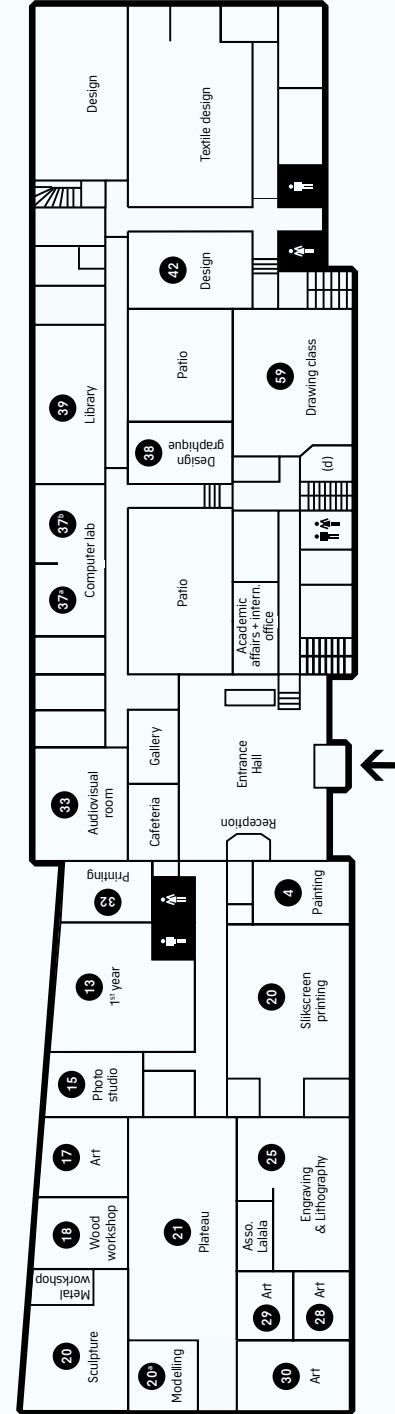 Design
Textile design
42
Design
Patio
39
Library
59
Drawing class
38
Design
graphique
(d)
37ᵇ
37ᵃ
Computer lab
Patio
Academic
affairs + intern.
office
Gallery
Entrance
Hall
33
Audiovisual
room
Cafeteria
Reception
32
Printing
4
Painting
13
1st year
20
Slikscreen
printing
15
Photo
studio
17
Art
25
Engraving
& Lithography
18
Wood
workshop
21
Plateau
Asso.
Lalala
Metal
workshop
29
Art
28
Art
20
Sculpture
20ᵃ
Modelling
30
Art